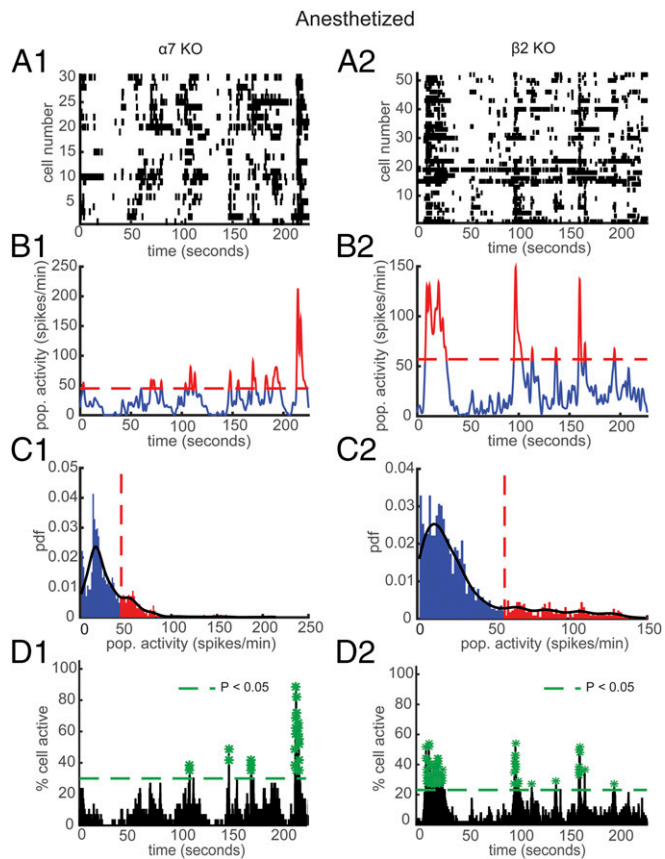 Anesthetized
α7 KO
β2 KO
A1
30
25
20
15
10
5
cell number
0
50
100
150
200
time (seconds)
A2
50
40
30
20
10
cell number
0
50
100
150
200
time (seconds)
B1
250
200
150
100
50
0
pop. activity (spikes/min)
0
50
100
150
200
time (seconds)
B2
150
100
50
0
pop. activity (spikes/min)
0
50
100
150
200
time (seconds)
C1
0.05
0.04
0.03
0.02
0.01
0
pdf
0
50
100
150
200
250
pop. activity (spikes/min)
C2
0.04
0.03
0.02
0.01
0
pdf
0
50
100
150
pop. activity (spikes/min)
D1
100
80
60
40
20
0
% cell active
P < 0.05
0
50
100
150
200
time (seconds)
D2
100
80
60
40
20
0
% cell active
P < 0.05
0
50
100
150
200
time (seconds)